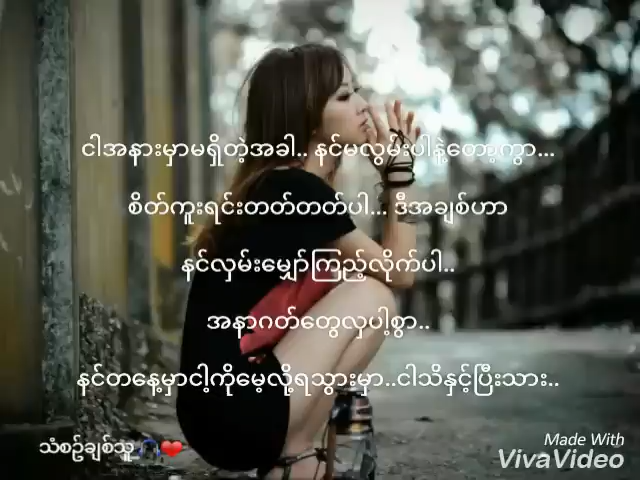 ငါအနားမှာမရှိတဲ့အခါ.. နင်မလွမ်းပါနဲ့တော့ကွာ...
စိတ်ကူးရင်းတတ်တတ်ပါ... ဒီအချစ်ဟာ
နင်လှမ်းမျှော်ကြည့်လိုက်ပါ..
အနာဂတ်တွေလှပါ့စွာ..
နင်တနေ့မှာငါ့ကိုမေ့လို့ရသွားမှာ..ငါသိနှင့်ပြီးသား..
သံစဥ်ချစ်သူ🎧❤️
Made With
VivaVideo